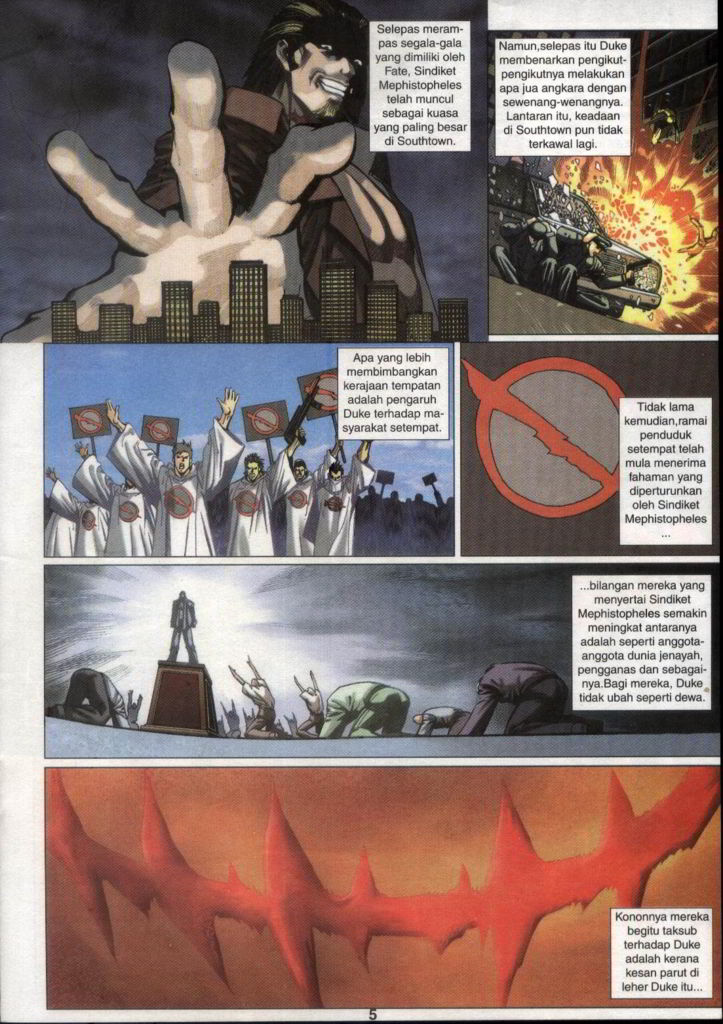 Selepas meram-
pas segala-gala
yang dimiliki oleh
Fate, Sindiket
Mephistopheles
telah muncul
sebagai kuasa
yang paling besar
di Southtown.
Namun,selepas itu Duke
membenarkan pengikut-
pengikutnya melakukan
apa jua angkara dengan
sewenang-wenangnya.
Lantaran itu, keadaan
di Southtown pun tidak
terkawal lagi.
Apa yang lebih
membimbangkan
kerajaan tempatan
adalah pengaruh
Duke terhadap ma-
syarakat setempat.
Tidak lama
kemudian,ramai
penduduk
setempat telah
mula menerima
fahaman yang
diperturunkan
oleh Sindiket
Mephistopheles
...
...bilangan mereka yang
menyertai Sindiket
Mephistopheles semakin
meningkat antaranya
adalah seperti anggota-
anggota dunia jenayah,
pengganas dan sebagai-
nya.Bagi mereka, Duke
tidak ubah seperti dewa.
Kononnya mereka
begitu taksub
terhadap Duke
adalah kerana
kesan parut di
leher Duke itu...
5